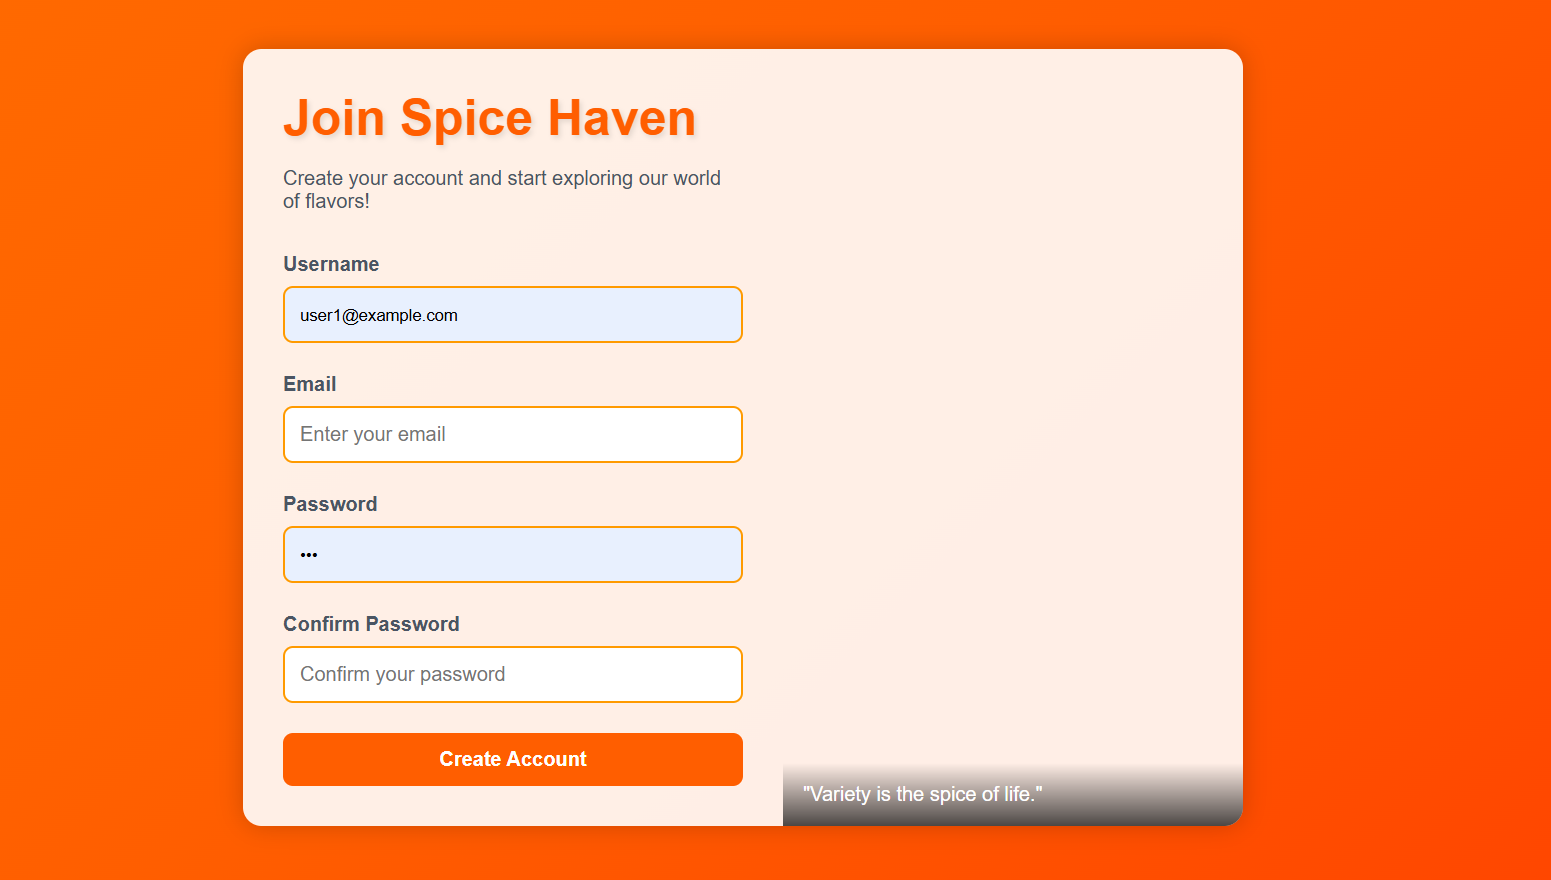 Join Spice Haven
Create your account and start exploring our world
of flavors!
Username
user1@example.com
Email
Enter your email
Password
•••
Confirm Password
Confirm your password
Create Account
"Variety is the spice of life."